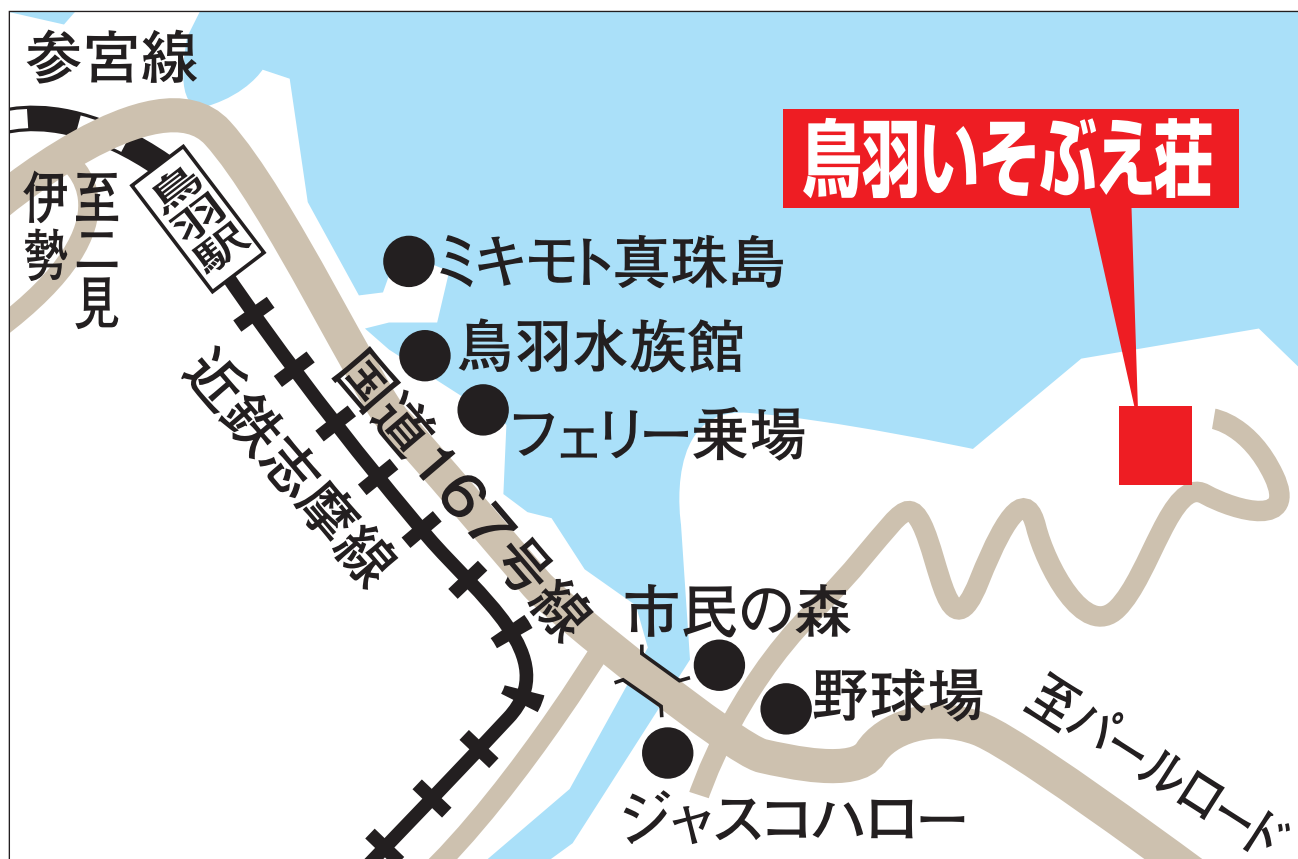 参宮線
鳥羽いそぶえ荘
至二見
伊勢
鳥羽駅
ミキモト真珠島
鳥羽水族館
フェリー乗場
国道167号線
近鉄志摩線
市民の森
野球場
至パールロード
ジャスコハロー